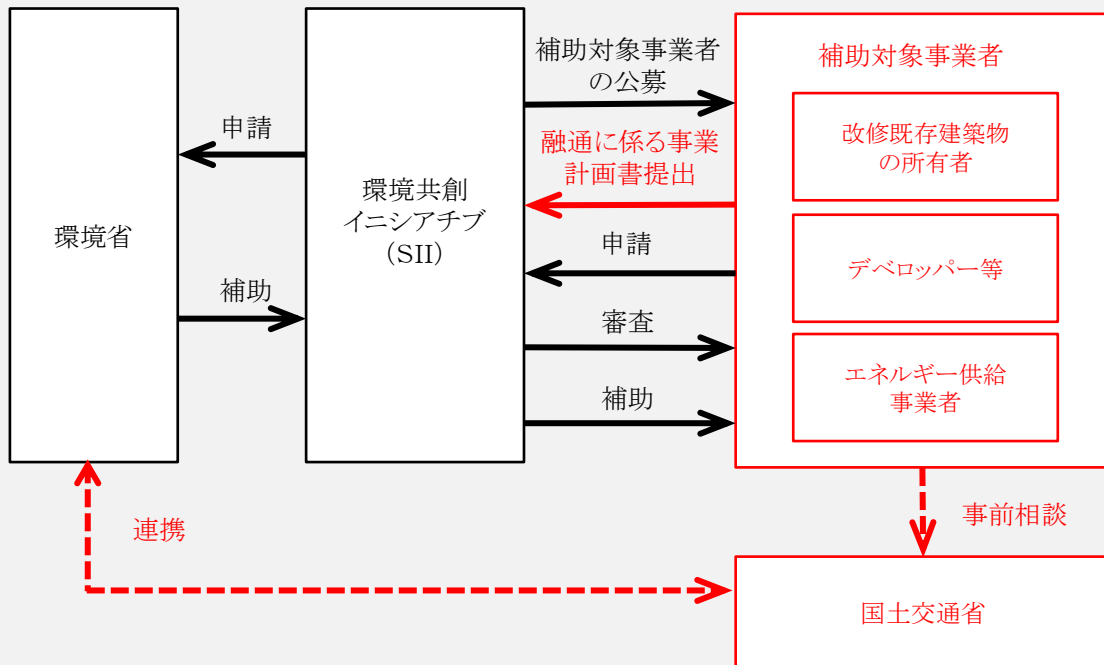 環境省
申請
補助
環境共創
イニシアチブ
(SII)
補助対象事業者
の公募
融通に係る事業
計画書提出
申請
審査
補助
補助対象事業者
改修既存建築物
の所有者
デベロッパー等
エネルギー供給
事業者
連携
事前相談
国土交通省